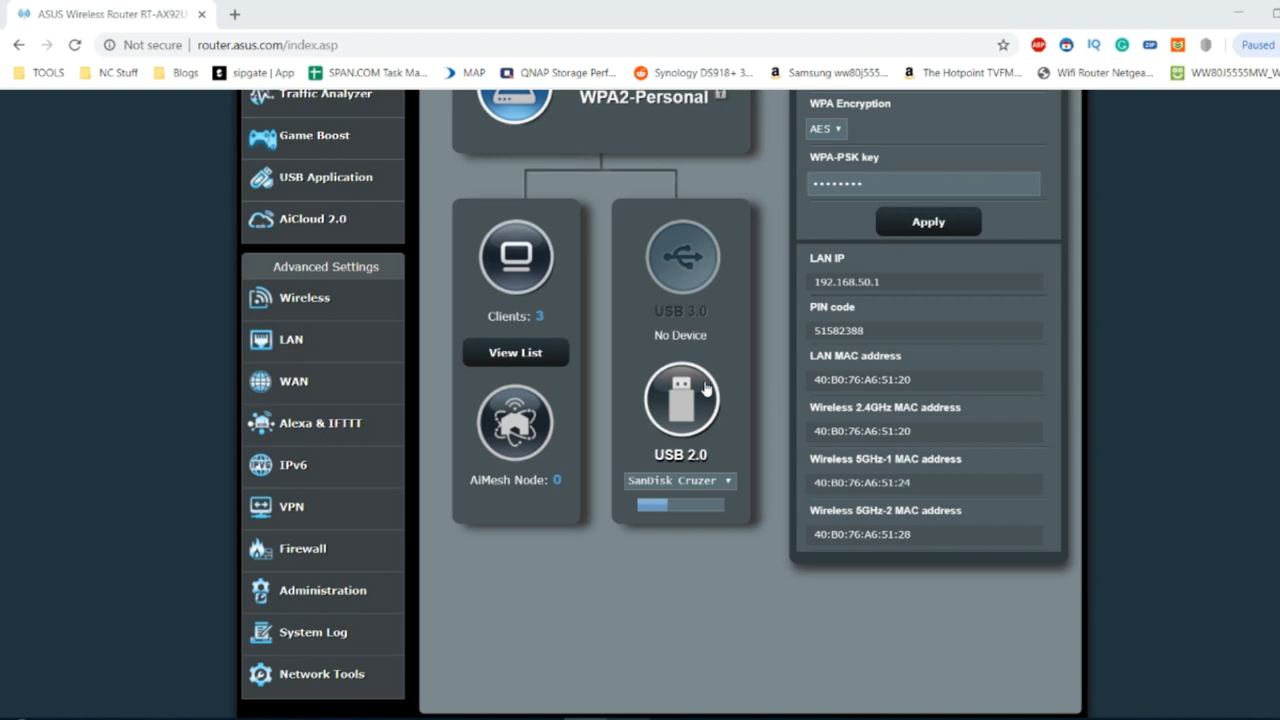 ASUS Wireless Router RT-AX92U
Not secure | router.asus.com/index.asp
Paused
TOOLS
NC Stuff
Blogs
sipgate | App
SPAN.COM Task Ma...
MAP
QNAP Storage Perf...
Synology DS918+ 3...
Samsung ww80j555...
The Hotpoint TVFM...
Wifi Router Netgea...
WW80J5555MW_W
Traffic Analyzer
Game Boost
USB Application
AiCloud 2.0
Advanced Settings
Wireless
LAN
WAN
Alexa & IFTTT
IPv6
VPN
Firewall
Administration
System Log
Network Tools
WPA2-Personal
Clients: 3
View List
AiMesh Node: 0
USB 3.0
No Device
USB 2.0
SanDisk Cruzer
WPA Encryption
AES
WPA-PSK key
••••••••
Apply
LAN IP
192.168.50.1
PIN code
51582388
LAN MAC address
40:B0:76:A6:51:20
Wireless 2.4GHz MAC address
40:B0:76:A6:51:20
Wireless 5GHz-1 MAC address
40:B0:76:A6:51:24
Wireless 5GHz-2 MAC address
40:B0:76:A6:51:28